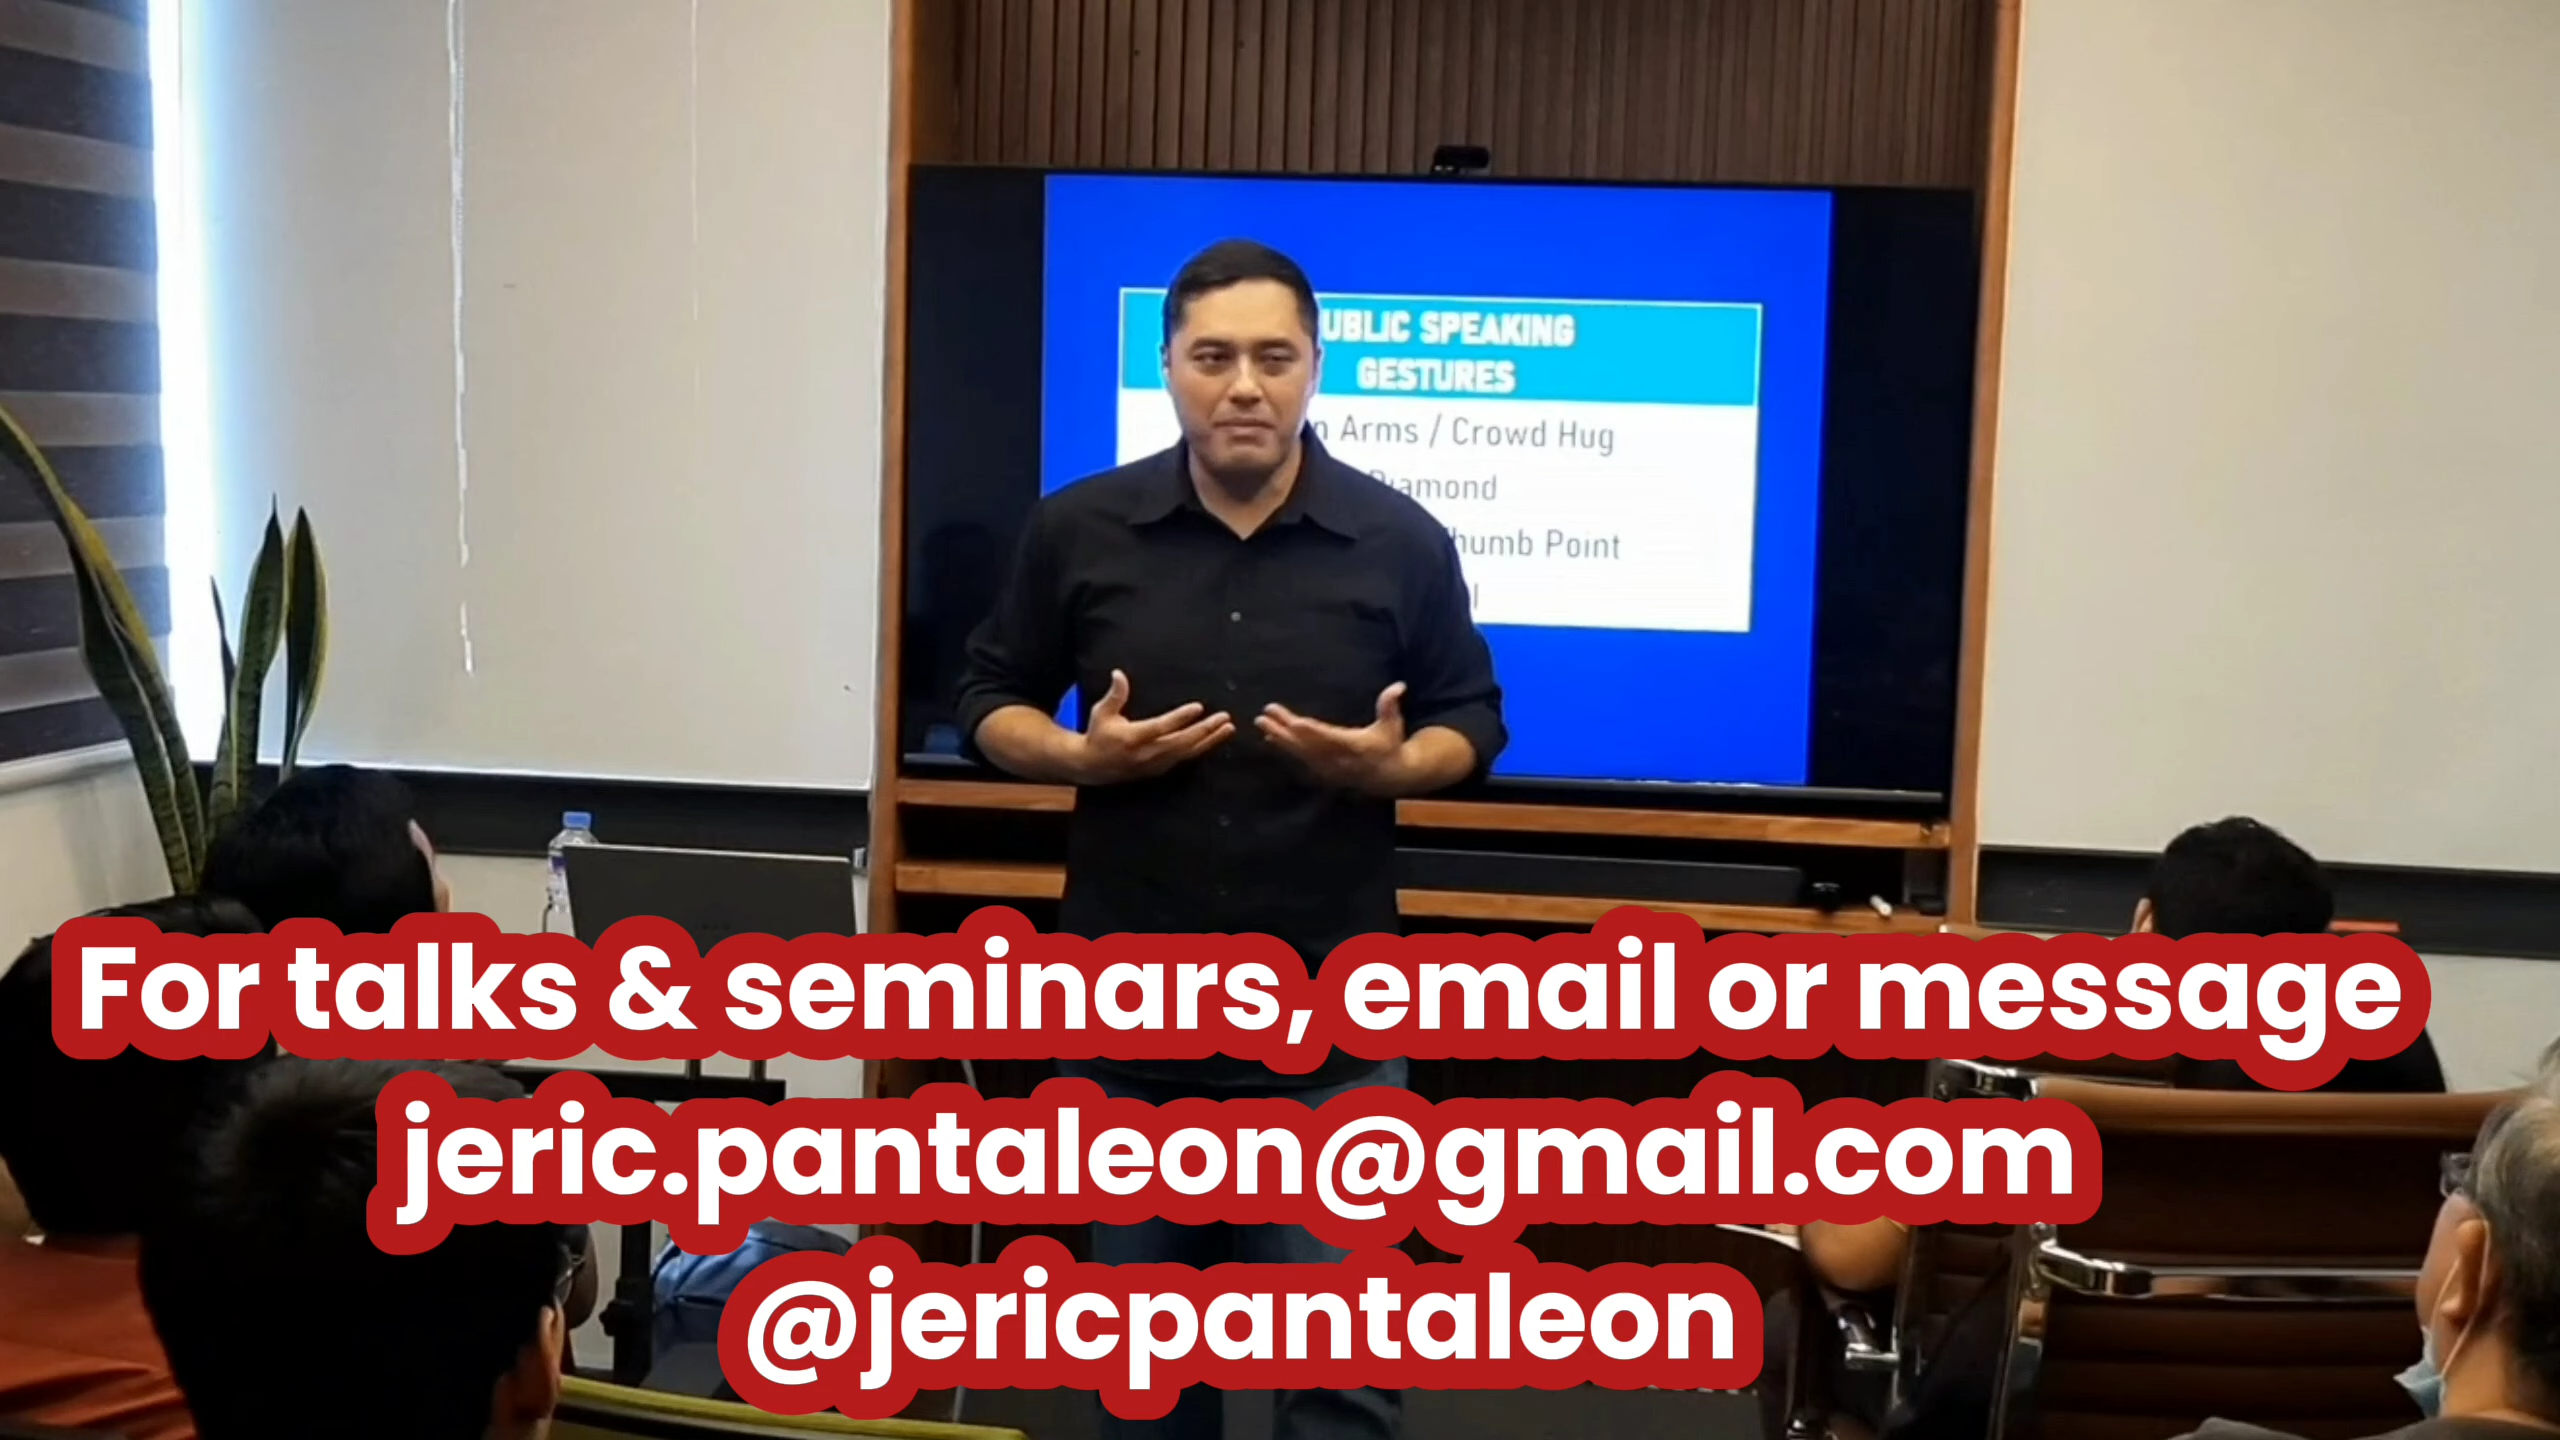 UBLIC SPEAKING
GESTURES
n Arms / Crowd Hug
Diamond
humb Point
For talks & seminars, email or message
jeric.pantaleon@gmail.com
@jericpantaleon